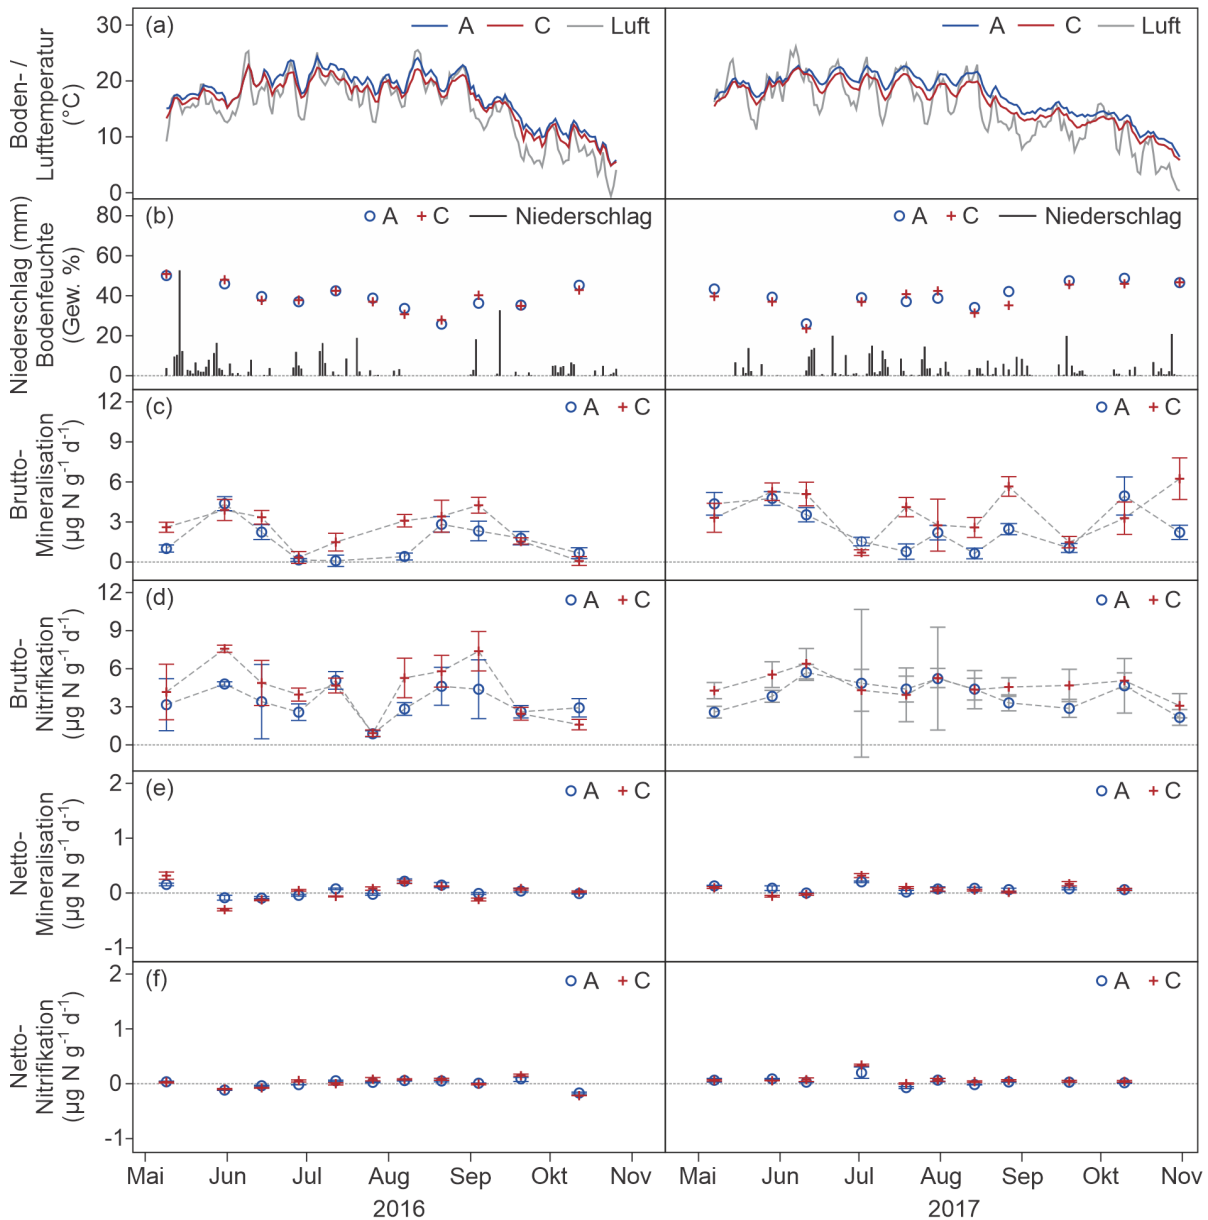 (a)
A C Luft
A C Luft
Boden- /
Lufttemperatur
(°C)
30
20
10
0
(b)
A C Niederschlag
A C Niederschlag
Niederschlag (mm)
Bodenfeuchte
(Gew. %)
80
60
40
20
0
(c)
A C
A C
Brutto-
Mineralisation
(µg N g⁻¹ d⁻¹)
12
9
6
3
0
(d)
A C
A C
Brutto-
Nitrifikation
(µg N g⁻¹ d⁻¹)
12
9
6
3
0
(e)
A C
A C
Netto-
Mineralisation
(µg N g⁻¹ d⁻¹)
2
1
0
-1
(f)
A C
A C
Netto-
Nitrifikation
(µg N g⁻¹ d⁻¹)
2
1
0
-1
Mai Jun Jul Aug Sep Okt Nov Mai Jun Jul Aug Sep Okt Nov
2016 2017